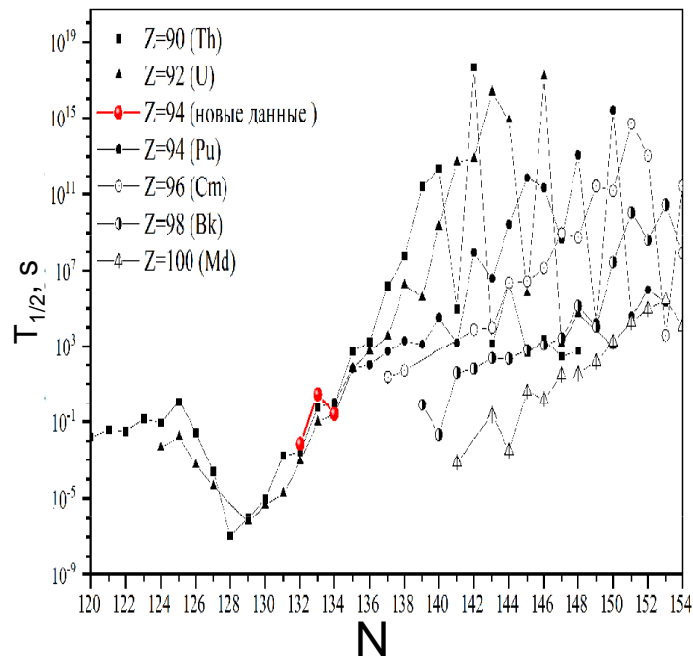 10^19
10^15
10^11
10^7
10^3
10^-1
10^-5
10^-9
T1/2, s
Z=90 (Th)
Z=92 (U)
Z=94 (новые данные )
Z=94 (Pu)
Z=96 (Cm)
Z=98 (Bk)
Z=100 (Md)
120 122 124 126 128 130 132 134 136 138 140 142 144 146 148 150 152 154
N